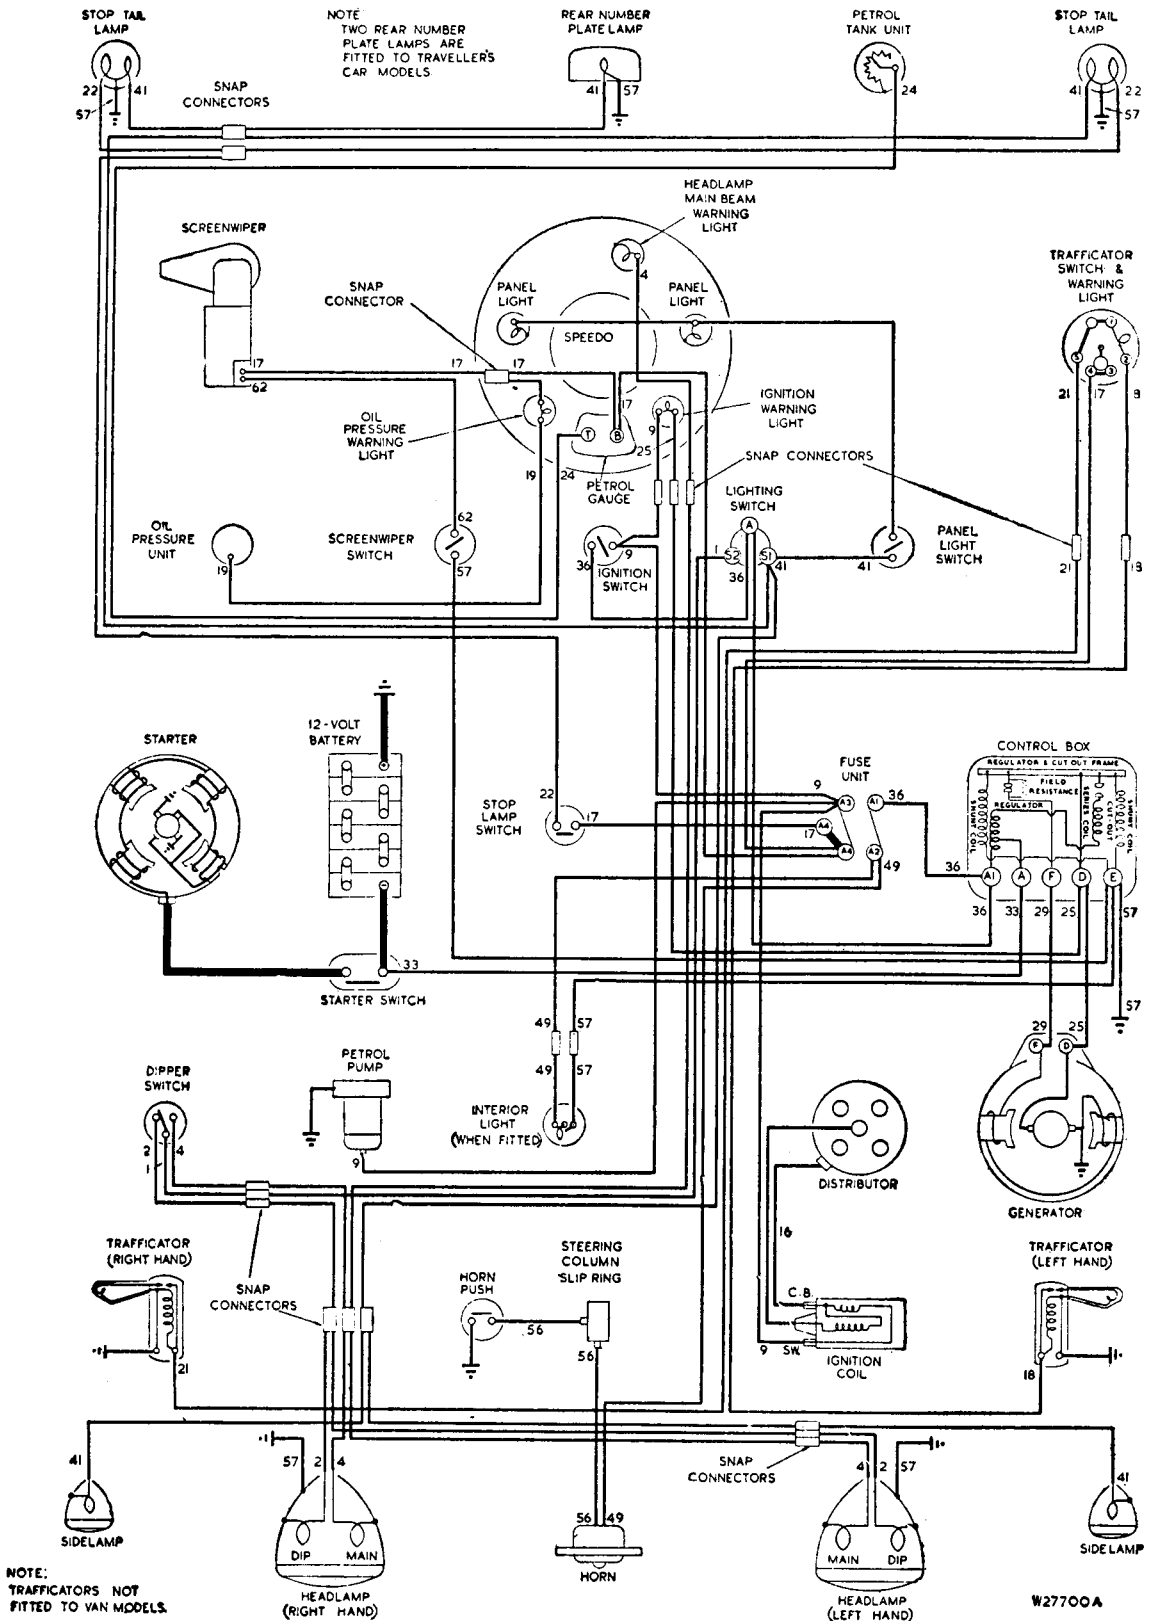 STOP TAIL
LAMP
NOTE
TWO REAR NUMBER
PLATE LAMPS ARE
FITTED TO TRAVELLER'S
CAR MODELS
REAR NUMBER
PLATE LAMP
PETROL
TANK UNIT
STOP TAIL
LAMP
22
41
57
SNAP
CONNECTORS
41
57
24
41
22
57
HEADLAMP
MAIN BEAM
WARNING
LIGHT
SCREENWIPER
4
TRAFFICATOR
SWITCH &
WARNING
LIGHT
SNAP
CONNECTOR
PANEL
LIGHT
PANEL
LIGHT
SPEEDO
1
5
2
4
3
17
62
17
17
17
21
17
18
OIL
PRESSURE
WARNING
LIGHT
IGNITION
WARNING
LIGHT
T
B
9
25
19
24
PETROL
GAUGE
SNAP CONNECTORS
LIGHTING
SWITCH
A
S2
S1
1
36
41
OIL
PRESSURE
UNIT
19
SCREENWIPER
SWITCH
62
57
36
9
IGNITION
SWITCH
41
PANEL
LIGHT
SWITCH
21
18
STARTER
12-VOLT
BATTERY
CONTROL BOX
REGULATOR & CUT OUT FRAME
FIELD
RESISTANCE
REGULATOR
SHUNT
COIL
SERIES COIL
CUT-OUT
SHUNT COIL
FUSE
UNIT
9
36
A3
A1
A4
17
A4
A2
49
STOP
LAMP
SWITCH
22
17
36
A1
A
F
D
E
36
33
29
25
57
33
STARTER SWITCH
57
49
57
49
57
29
25
F
D
PETROL
PUMP
9
DIPPER
SWITCH
2
4
1
INTERIOR
LIGHT
(WHEN FITTED)
DISTRIBUTOR
GENERATOR
16
TRAFFICATOR
(RIGHT HAND)
21
SNAP
CONNECTORS
HORN
PUSH
56
STEERING
COLUMN
SLIP RING
56
C.B.
SW.
9
IGNITION
COIL
TRAFFICATOR
(LEFT HAND)
18
41
57
2
4
SNAP
CONNECTORS
4
2
57
41
SIDELAMP
DIP
MAIN
HEADLAMP
(RIGHT HAND)
56
49
HORN
MAIN
DIP
HEADLAMP
(LEFT HAND)
SIDELAMP
NOTE:
TRAFFICATORS NOT
FITTED TO VAN MODELS.
W27700A